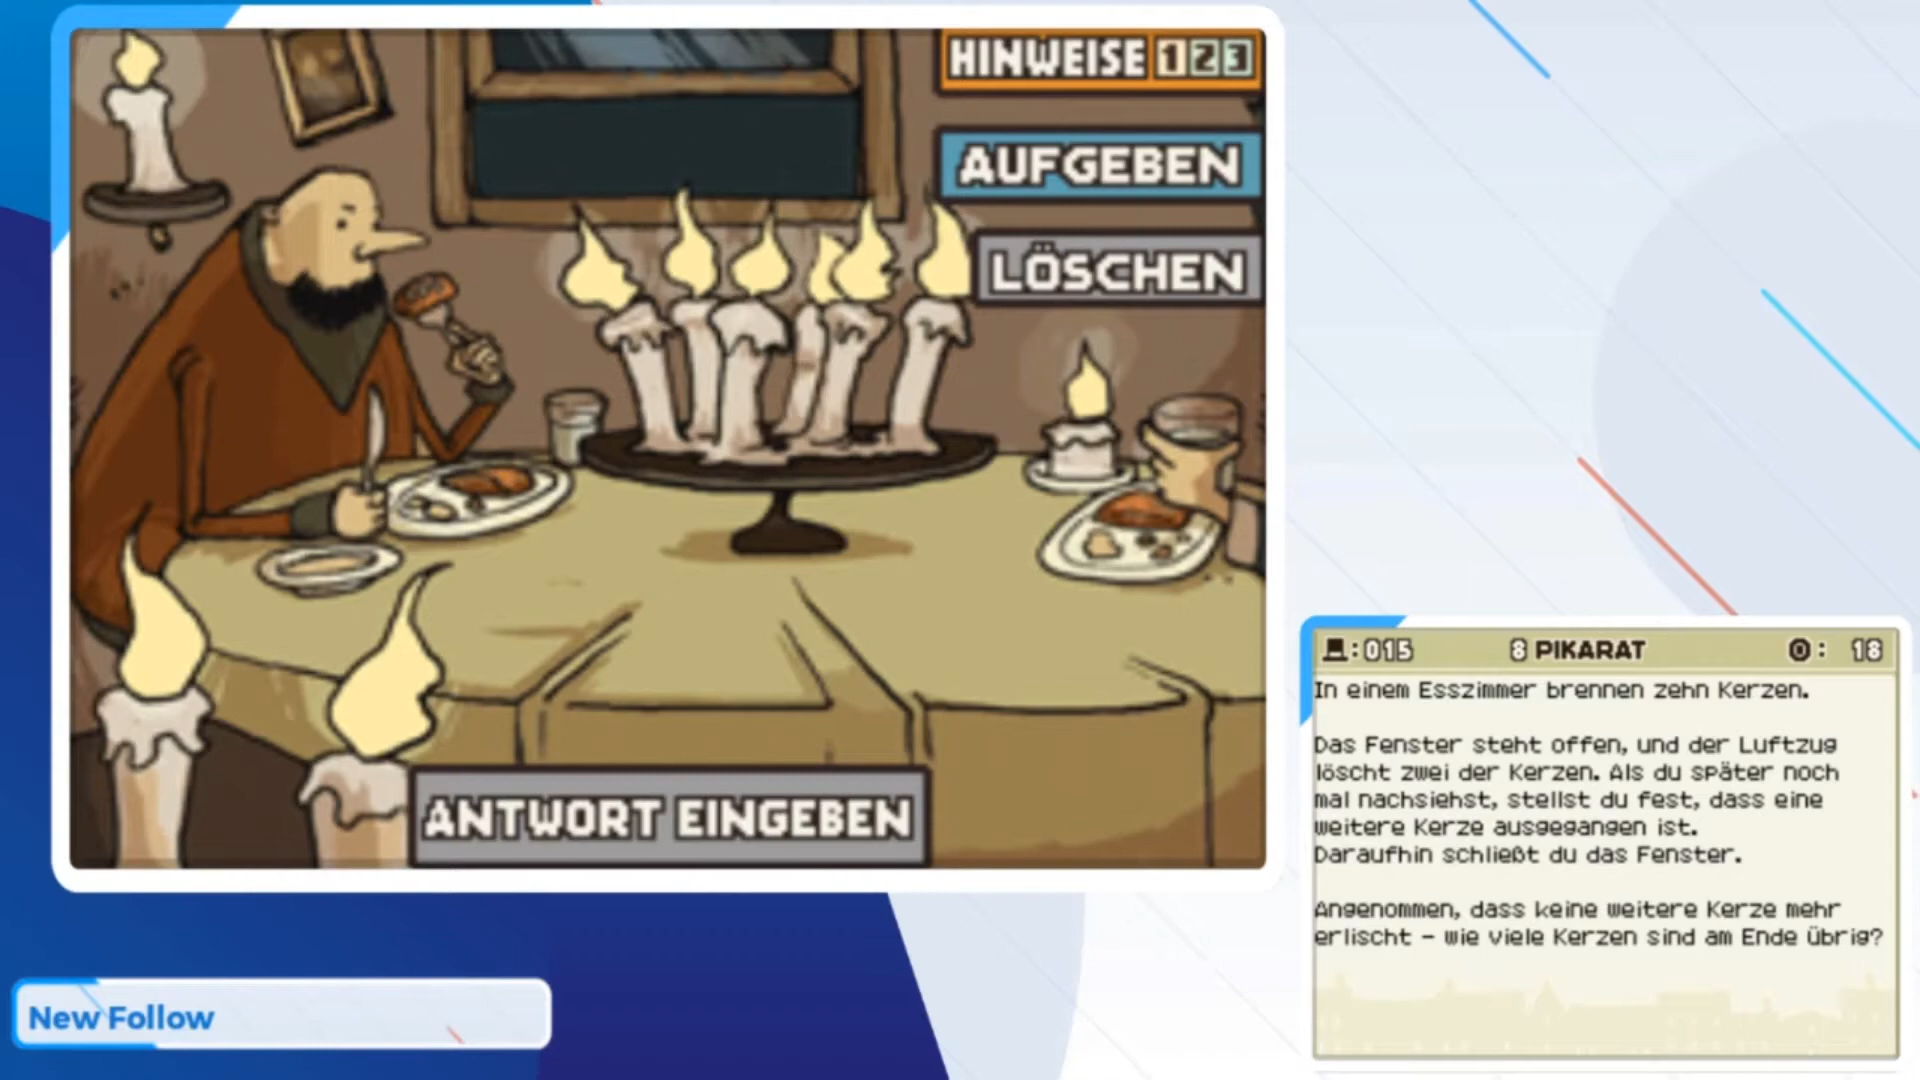 HINWEISE 123
AUFGEBEN
LÖSCHEN
ANTWORT EINGEBEN
New Follow
:015 8 PIKARAT : 18
In einem Esszimmer brennen zehn Kerzen.
Das Fenster steht offen, und der Luftzug
löscht zwei der Kerzen. Als du später noch
mal nachsiehst, stellst du fest, dass eine
weitere Kerze ausgegangen ist.
Daraufhin schließt du das Fenster.
Angenommen, dass keine weitere Kerze mehr
erlischt – wie viele Kerzen sind am Ende übrig?